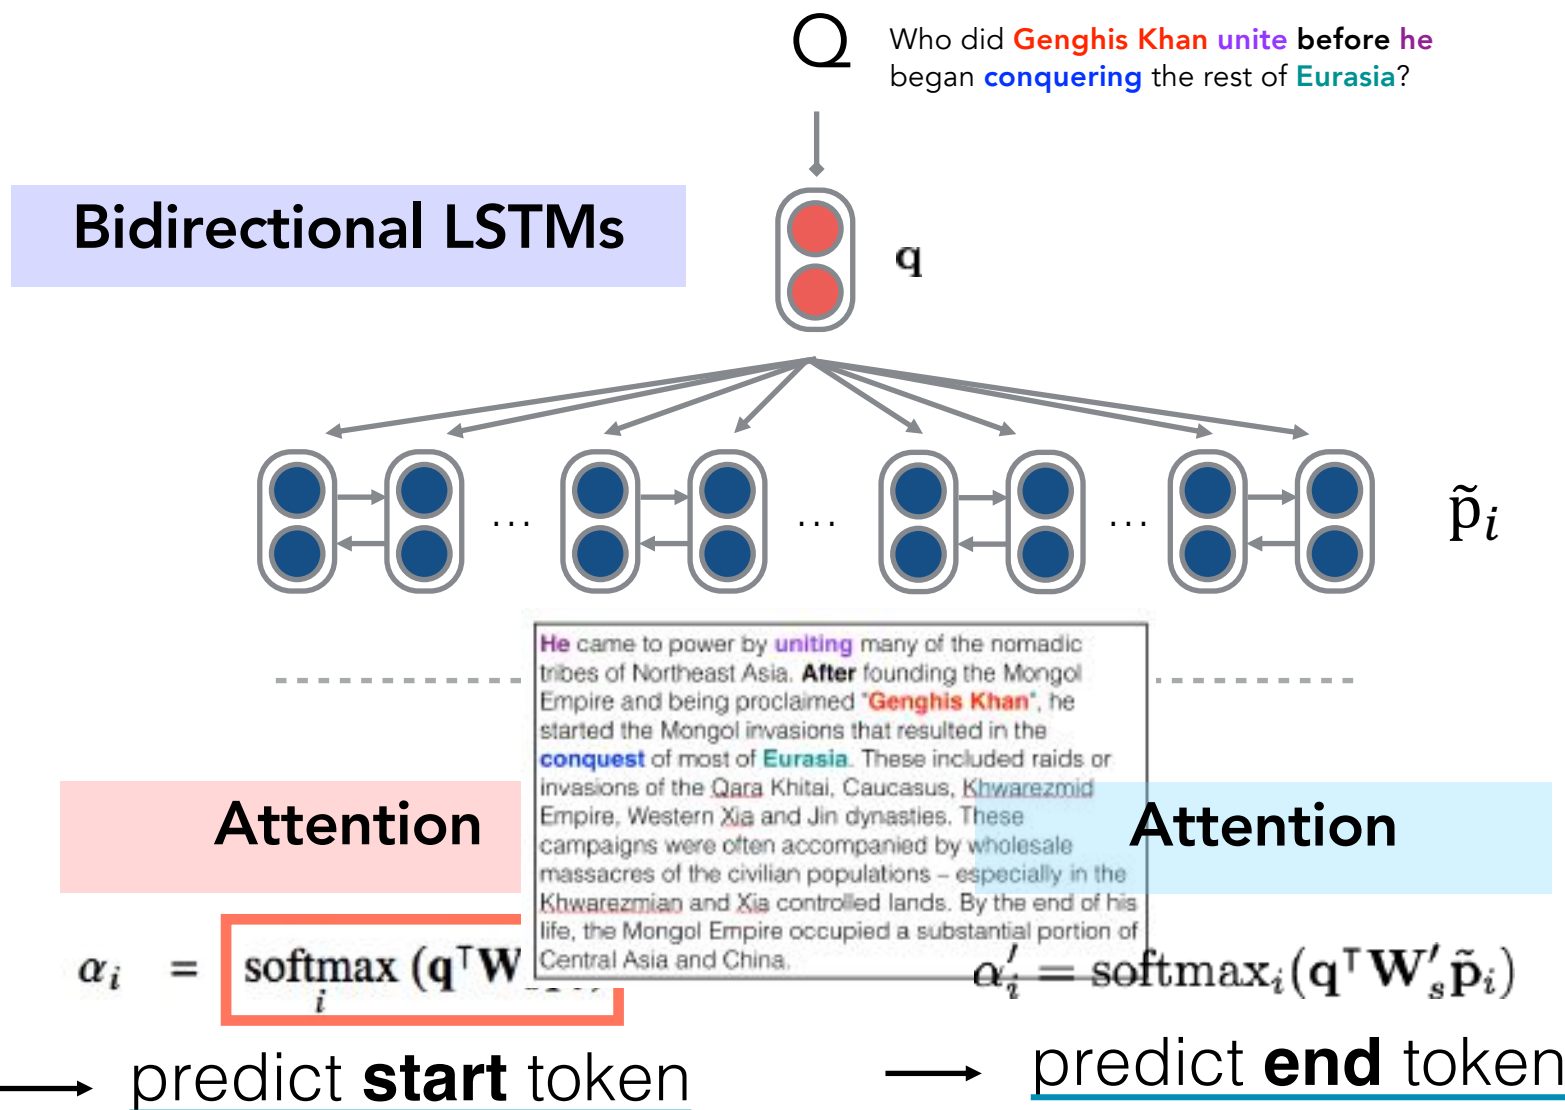 Q
Who did Genghis Khan unite before he
began conquering the rest of Eurasia?
Bidirectional LSTMs
q
... ... ...
p̃ᵢ
He came to power by uniting many of the nomadic
tribes of Northeast Asia. After founding the Mongol
Empire and being proclaimed "Genghis Khan", he
started the Mongol invasions that resulted in the
conquest of most of Eurasia. These included raids or
invasions of the Qara Khitai, Caucasus, Khwarezmid
Empire, Western Xia and Jin dynasties. These
campaigns were often accompanied by wholesale
massacres of the civilian populations – especially in the
Khwarezmian and Xia controlled lands. By the end of his
life, the Mongol Empire occupied a substantial portion of
Central Asia and China.
Attention
αᵢ = softmaxᵢ (q⊤W
predict start token
Attention
α′ᵢ = softmaxᵢ(q⊤W′ₛp̃ᵢ)
predict end token